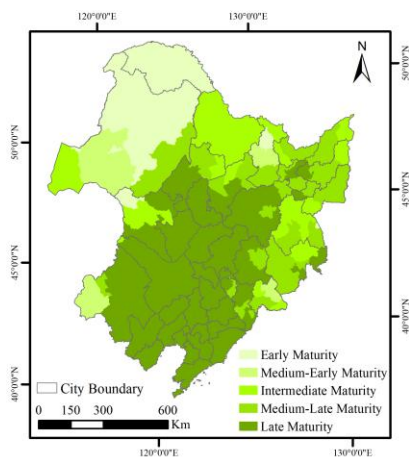 120°0'0"E 130°0'0"E
N
50°0'0"N
50°0'0"N
45°0'0"N
45°0'0"N
40°0'0"N
40°0'0"N
Early Maturity
Medium-Early Maturity
Intermediate Maturity
Medium-Late Maturity
Late Maturity
City Boundary
0 150 300 600
Km
120°0'0"E 130°0'0"E